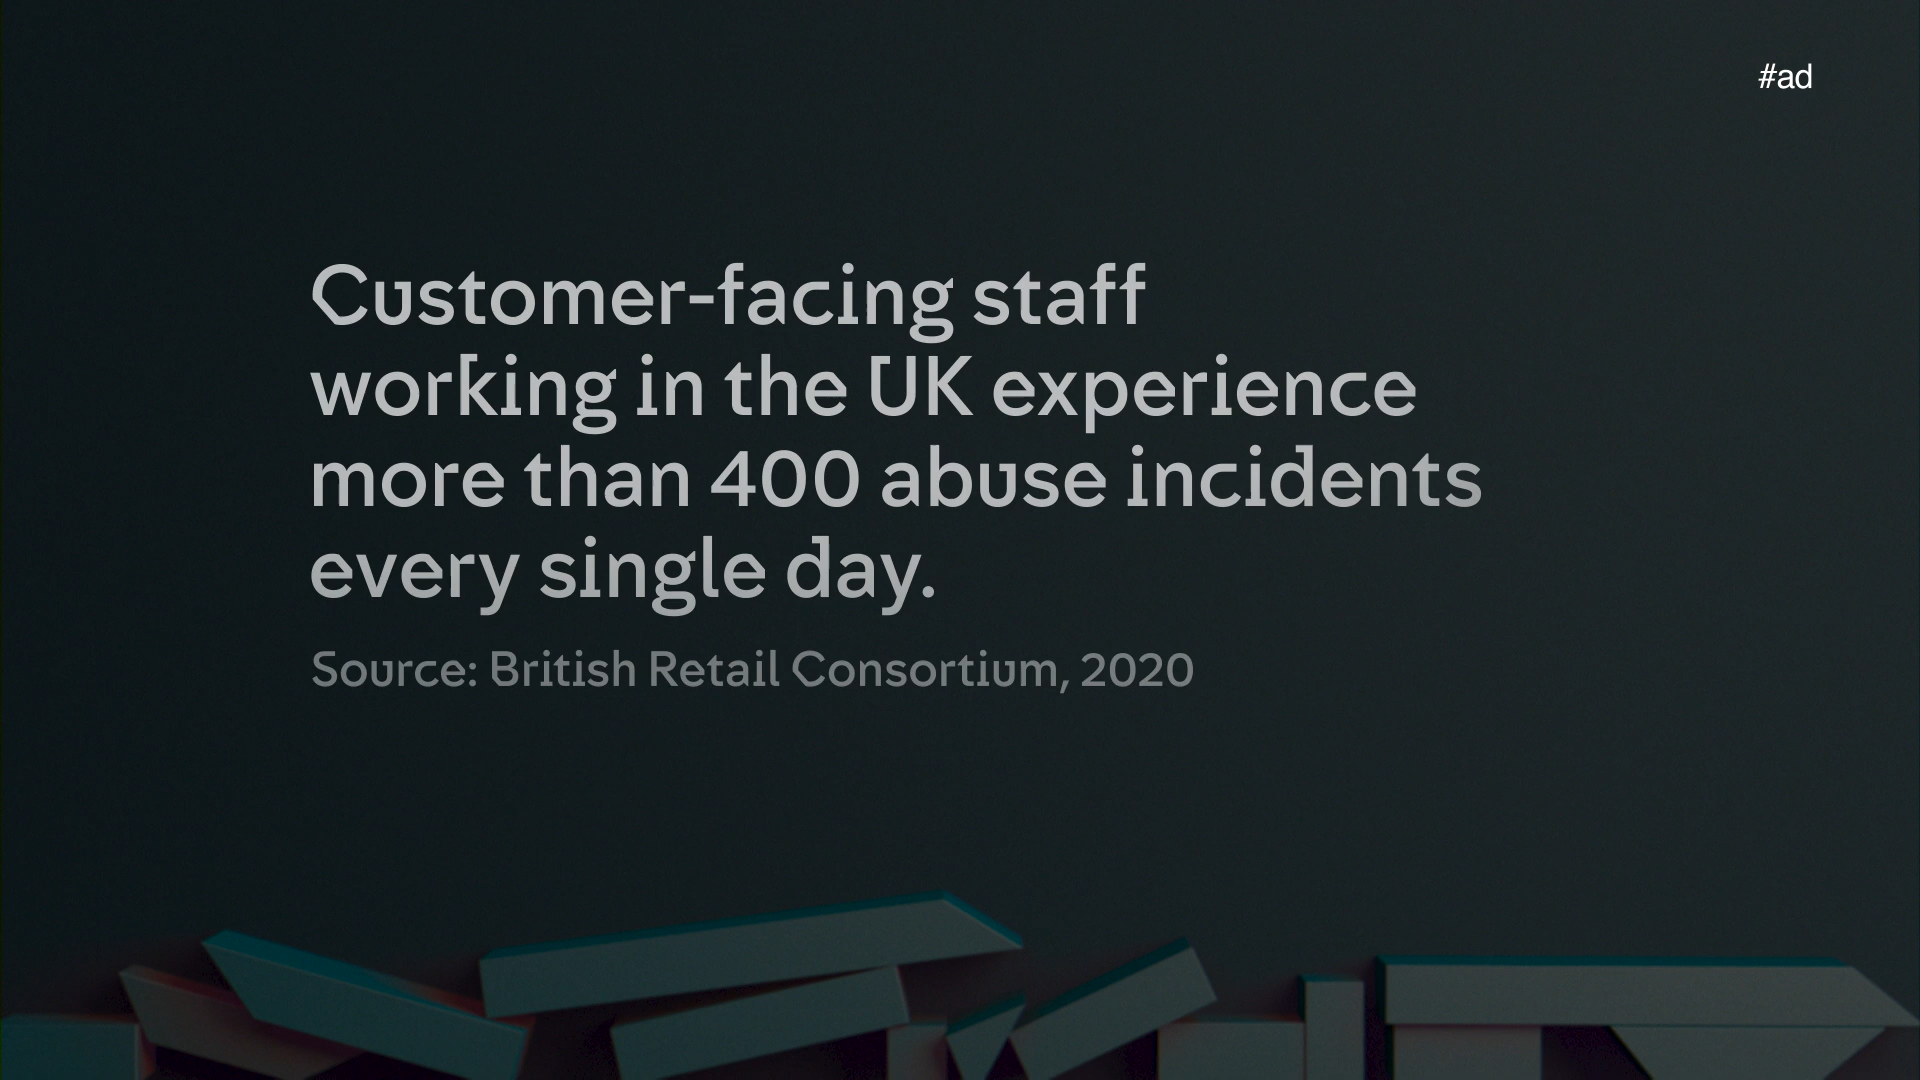 #ad
Customer-facing staff
working in the UK experience
more than 400 abuse incidents
every single day.
Source: British Retail Consortium, 2020